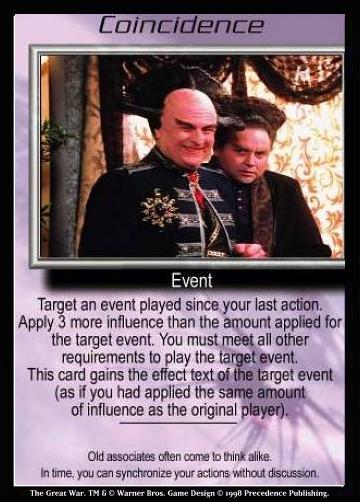 Coincidence
Event
Target an event played since your last action.
Apply 3 more influence than the amount applied for
the target event. You must meet all other
requirements to play the target event.
This card gains the effect text of the target event
(as if you had applied the same amount
of influence as the original player).
Old associates often come to think alike.
In time, you can synchronize your actions without discussion.
The Great War. TM & © Warner Bros. Game Design © 1998 Precedence Publishing.